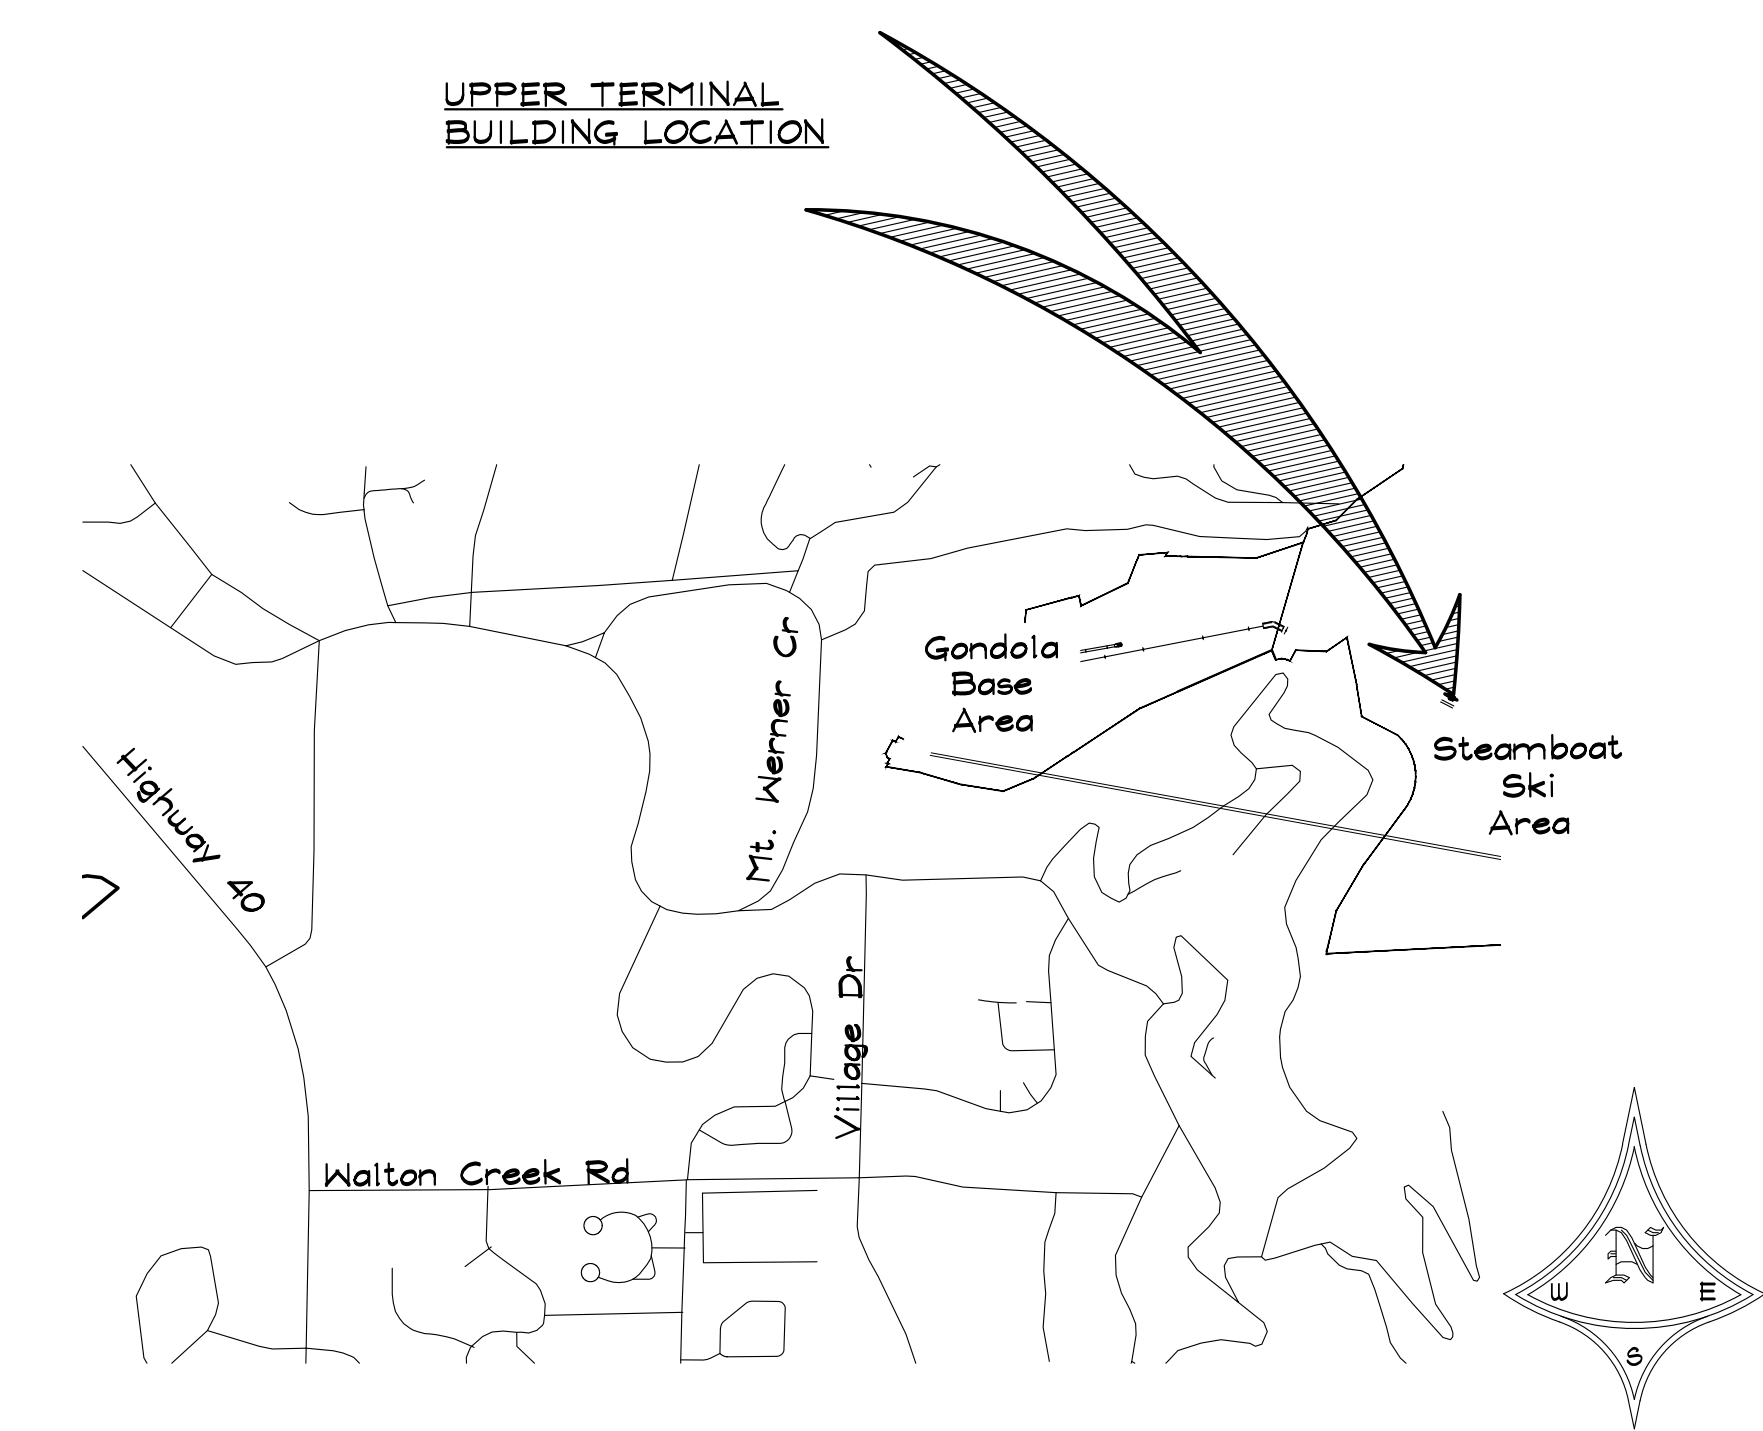 UPPER TERMINAL
BUILDING LOCATION
Gondola
Base
Area
Mt. Werner Cr
Steamboat
Ski
Area
Highway 40
Village Dr
Walton Creek Rd
N
W
E
S